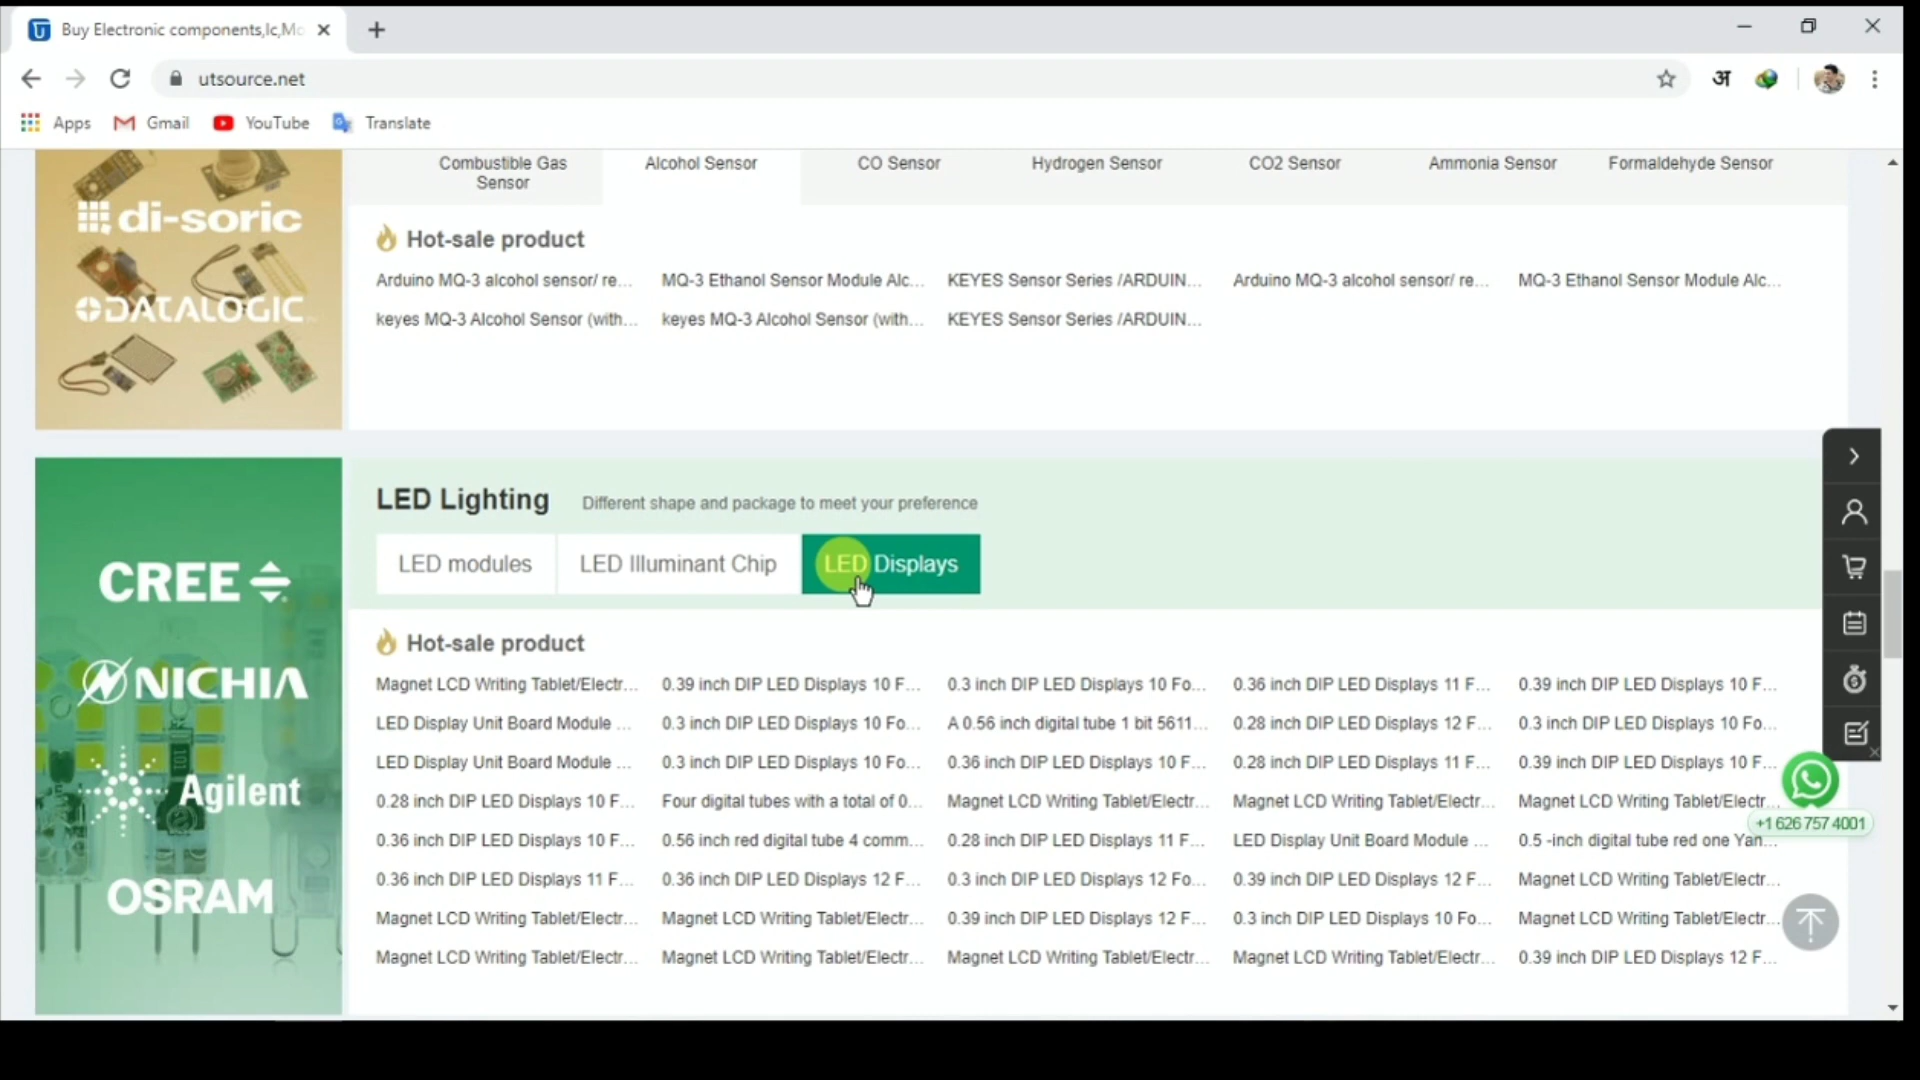 Buy Electronic components,Ic,Mo
utsource.net
अ
Apps Gmail YouTube Translate
Combustible Gas Sensor
Alcohol Sensor
CO Sensor
Hydrogen Sensor
CO2 Sensor
Ammonia Sensor
Formaldehyde Sensor
di-soric
DATALOGIC
Hot-sale product
Arduino MQ-3 alcohol sensor/ re... MQ-3 Ethanol Sensor Module Alc... KEYES Sensor Series /ARDUIN... Arduino MQ-3 alcohol sensor/ re... MQ-3 Ethanol Sensor Module Alc...
keyes MQ-3 Alcohol Sensor (with... keyes MQ-3 Alcohol Sensor (with... KEYES Sensor Series /ARDUIN...
CREE
NICHIA
Agilent
OSRAM
LED Lighting Different shape and package to meet your preference
LED modules LED Illuminant Chip LED Displays
Hot-sale product
Magnet LCD Writing Tablet/Electr... 0.39 inch DIP LED Displays 10 F... 0.3 inch DIP LED Displays 10 Fo... 0.36 inch DIP LED Displays 11 F... 0.39 inch DIP LED Displays 10 F...
LED Display Unit Board Module ... 0.3 inch DIP LED Displays 10 Fo... A 0.56 inch digital tube 1 bit 5611... 0.28 inch DIP LED Displays 12 F... 0.3 inch DIP LED Displays 10 Fo...
LED Display Unit Board Module ... 0.3 inch DIP LED Displays 10 Fo... 0.36 inch DIP LED Displays 10 F... 0.28 inch DIP LED Displays 11 F... 0.39 inch DIP LED Displays 10 F...
0.28 inch DIP LED Displays 10 F... Four digital tubes with a total of 0... Magnet LCD Writing Tablet/Electr... Magnet LCD Writing Tablet/Electr... Magnet LCD Writing Tablet/Electr...
+1 626 757 4001
0.36 inch DIP LED Displays 10 F... 0.56 inch red digital tube 4 comm... 0.28 inch DIP LED Displays 11 F... LED Display Unit Board Module ... 0.5 -inch digital tube red one Yan...
0.36 inch DIP LED Displays 11 F... 0.36 inch DIP LED Displays 12 F... 0.3 inch DIP LED Displays 12 Fo... 0.39 inch DIP LED Displays 12 F... Magnet LCD Writing Tablet/Electr...
Magnet LCD Writing Tablet/Electr... Magnet LCD Writing Tablet/Electr... 0.39 inch DIP LED Displays 12 F... 0.3 inch DIP LED Displays 10 Fo... Magnet LCD Writing Tablet/Electr...
Magnet LCD Writing Tablet/Electr... Magnet LCD Writing Tablet/Electr... Magnet LCD Writing Tablet/Electr... Magnet LCD Writing Tablet/Electr... 0.39 inch DIP LED Displays 12 F...